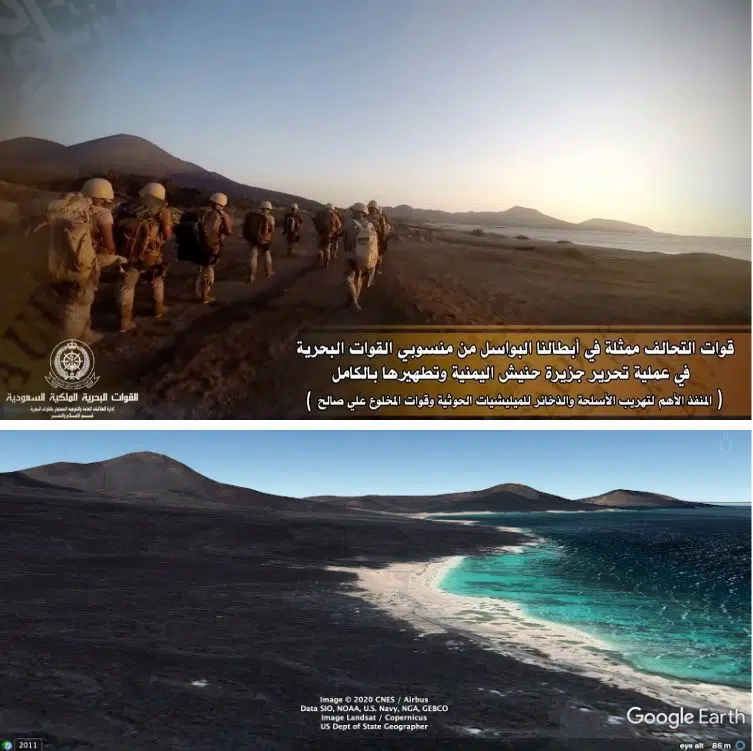 قوات التحالف ممثلة في أبطالنا البواسل من منسوبي القوات البحرية
في عملية تحرير جزيرة حنيش اليمنية وتطهيرها بالكامل
( المنفذ الأهم لتهريب الأسلحة والذخائر للميليشيات الحوثية وقوات المخلوع علي صالح )
القوات البحرية الملكية السعودية
Image © 2020 CNES / Airbus
Data SIO, NOAA, U.S. Navy, NGA, GEBCO
Image Landsat / Copernicus
US Dept of State Geographer
Google Earth
2011
eye alt 86 m